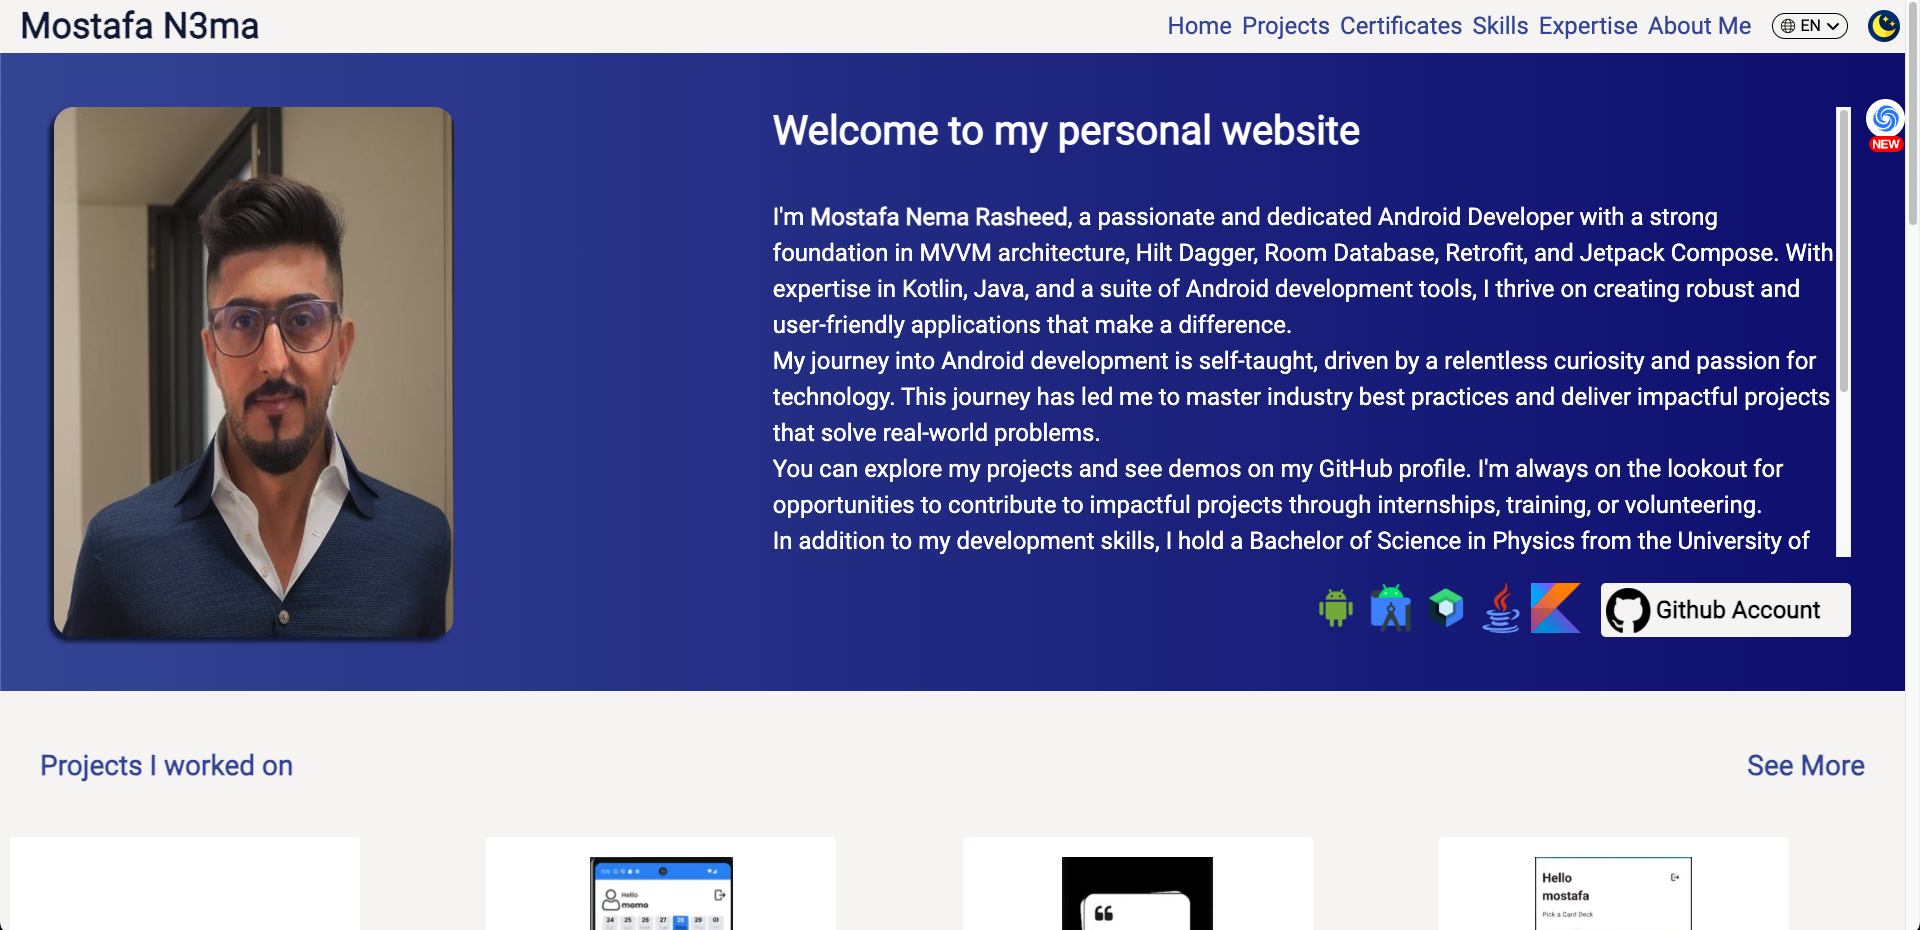 Mostafa N3ma
Home Projects Certificates Skills Expertise About Me EN
NEW
Welcome to my personal website
I'm Mostafa Nema Rasheed, a passionate and dedicated Android Developer with a strong
foundation in MVVM architecture, Hilt Dagger, Room Database, Retrofit, and Jetpack Compose. With
expertise in Kotlin, Java, and a suite of Android development tools, I thrive on creating robust and
user-friendly applications that make a difference.
My journey into Android development is self-taught, driven by a relentless curiosity and passion for
technology. This journey has led me to master industry best practices and deliver impactful projects
that solve real-world problems.
You can explore my projects and see demos on my GitHub profile. I'm always on the lookout for
opportunities to contribute to impactful projects through internships, training, or volunteering.
In addition to my development skills, I hold a Bachelor of Science in Physics from the University of
Github Account
Projects I worked on
See More
Hello
momo
24 25 26 27 28 29 01
Hello
mostafa
Pick a Card Deck